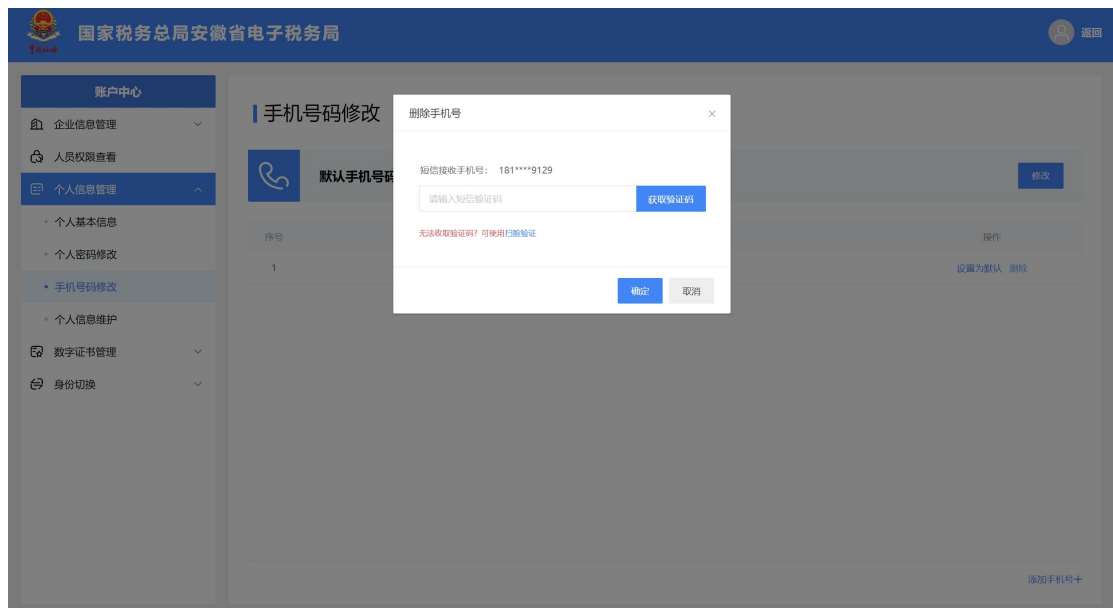 国家税务总局安徽省电子税务局
返回
账户中心
企业信息管理
人员权限查看
个人信息管理
个人基本信息
个人密码修改
手机号码修改
个人信息维护
数字证书管理
身份切换
手机号码修改
默认手机号码
修改
序号
操作
1
设置为默认 删除
添加手机号+
删除手机号
短信接收手机号: 181****9129
请输入短信验证码
获取验证码
无法收取验证码? 可使用扫脸验证
确定
取消